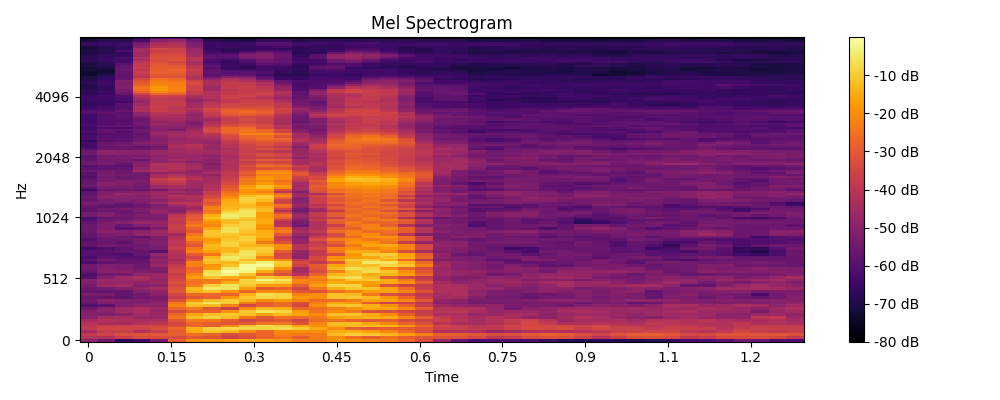 Mel Spectrogram
Hz
4096
2048
1024
512
0
0 0.15 0.3 0.45 0.6 0.75 0.9 1.1 1.2
Time
-10 dB
-20 dB
-30 dB
-40 dB
-50 dB
-60 dB
-70 dB
-80 dB